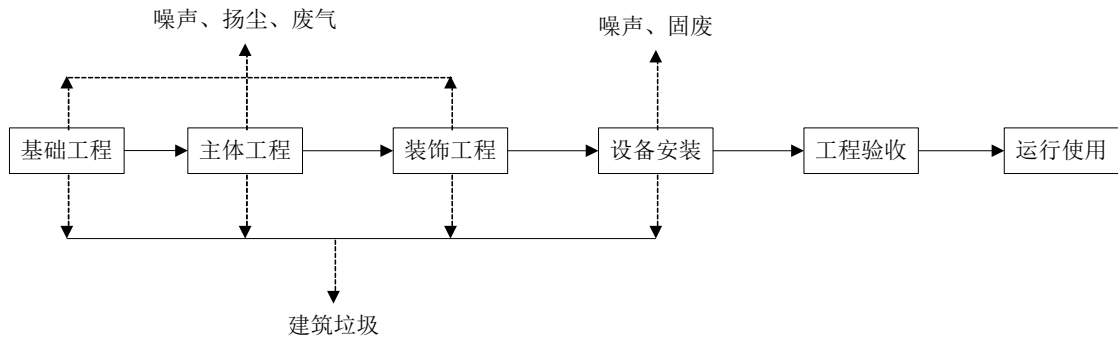 噪声、扬尘、废气
噪声、固废
基础工程
主体工程
装饰工程
设备安装
工程验收
运行使用
建筑垃圾